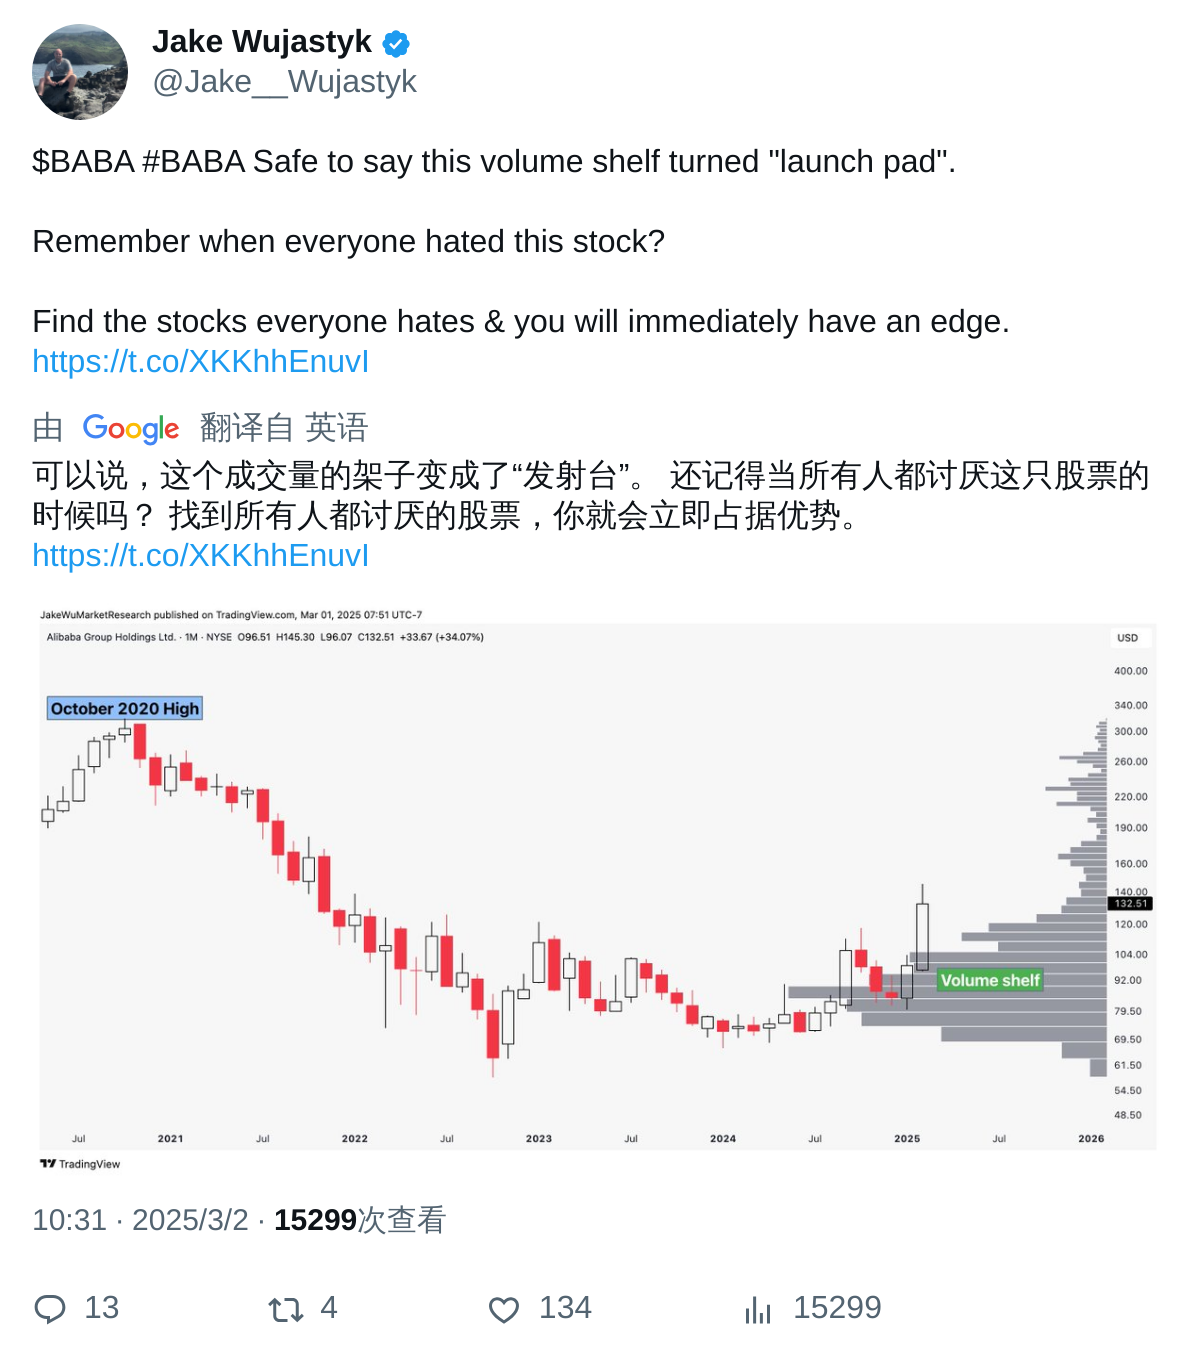 Jake Wujastyk
@Jake__Wujastyk
$BABA #BABA Safe to say this volume shelf turned "launch pad".
Remember when everyone hated this stock?
Find the stocks everyone hates & you will immediately have an edge.
https://t.co/XKKhhEnuvI
由 Google 翻译自 英语
可以说，这个成交量的架子变成了“发射台”。 还记得当所有人都讨厌这只股票的
时候吗？ 找到所有人都讨厌的股票，你就会立即占据优势。
https://t.co/XKKhhEnuvI
JakeWuMarketResearch published on TradingView.com, Mar 01, 2025 07:51 UTC-7
Alibaba Group Holdings Ltd. · 1M · NYSE O96.51 H145.30 L96.07 C132.51 +33.67 (+34.07%)
USD
400.00
October 2020 High
340.00
300.00
260.00
220.00
190.00
160.00
140.00
132.51
120.00
104.00
Volume shelf
92.00
79.50
69.50
61.50
54.50
48.50
Jul 2021 Jul 2022 Jul 2023 Jul 2024 Jul 2025 Jul 2026
TradingView
10:31 · 2025/3/2 · 15299次查看
13 4 134 15299